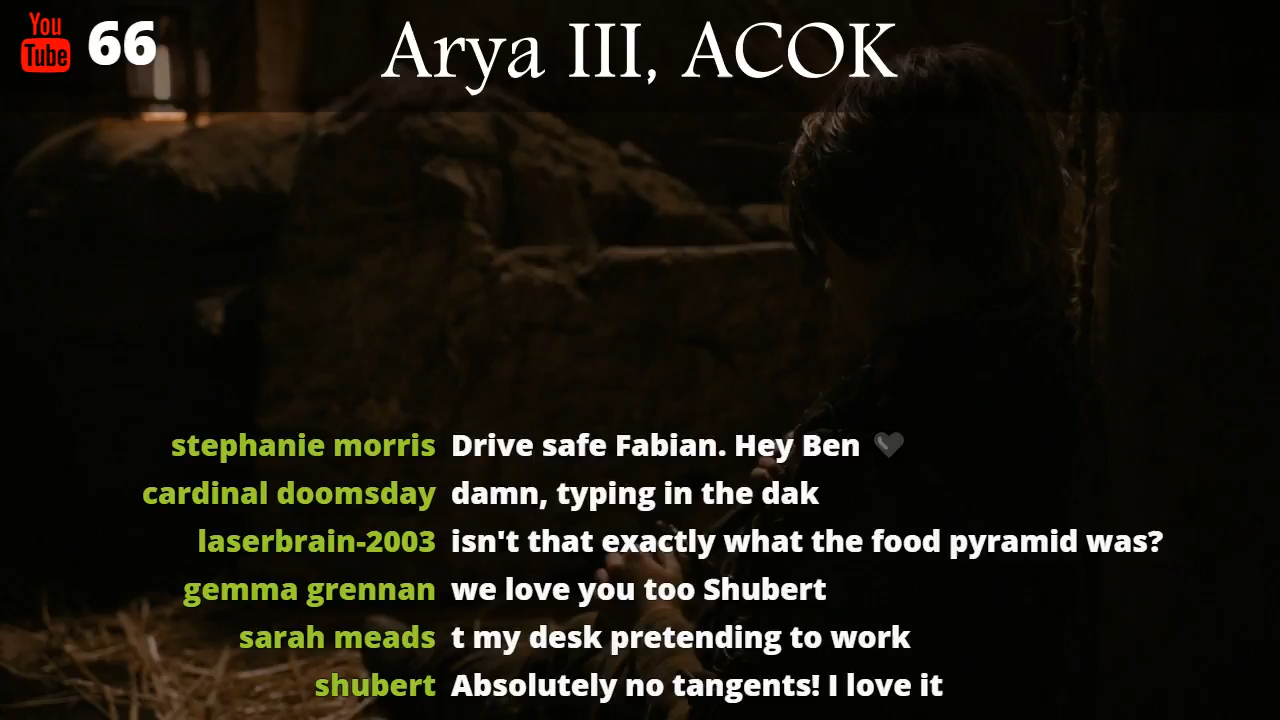 You
Tube 66
Arya III, ACOK
stephanie morris Drive safe Fabian. Hey Ben 🖤
cardinal doomsday damn, typing in the dak
laserbrain-2003 isn't that exactly what the food pyramid was?
gemma grennan we love you too Shubert
sarah meads t my desk pretending to work
shubert Absolutely no tangents! I love it